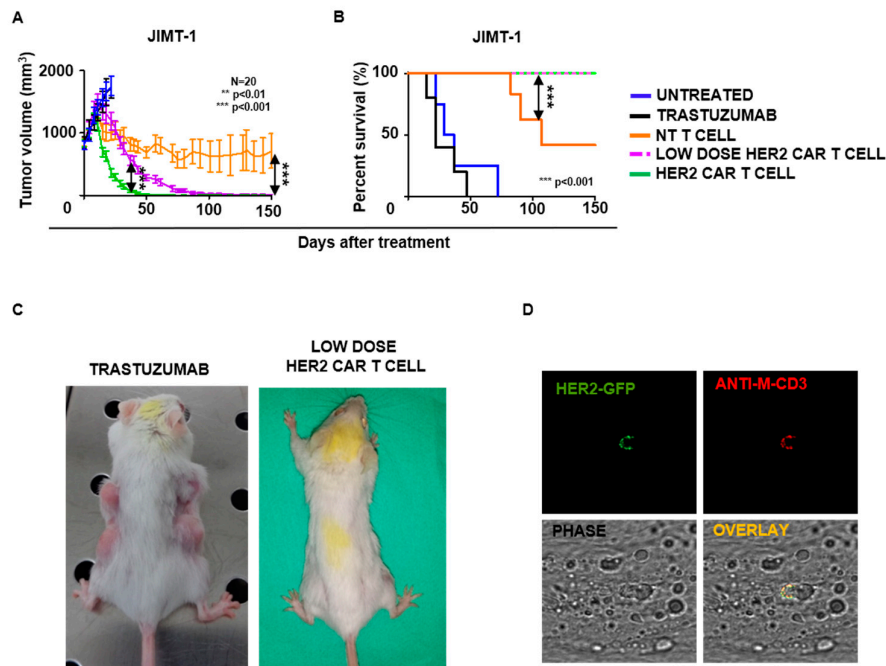 A
JIMT-1
Tumor volume (mm3)
2000
1000
0
N=20
** p<0.01
*** p<0.001
***
***
0
50
100
150
B
JIMT-1
Percent survival (%)
100
50
0
***
*** p<0.001
0
50
100
150
Days after treatment
UNTREATED
TRASTUZUMAB
NT T CELL
LOW DOSE HER2 CAR T CELL
HER2 CAR T CELL
C
TRASTUZUMAB
LOW DOSE
HER2 CAR T CELL
D
HER2-GFP
ANTI-M-CD3
PHASE
OVERLAY